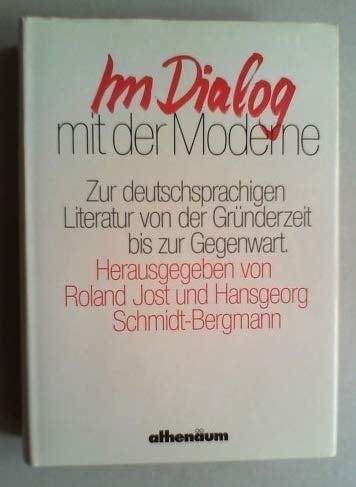 Im Dialog
mit der Moderne
Zur deutschsprachigen
Literatur von der Gründerzeit
bis zur Gegenwart.
Herausgegeben von
Roland Jost und Hansgeorg
Schmidt-Bergmann
athenäum